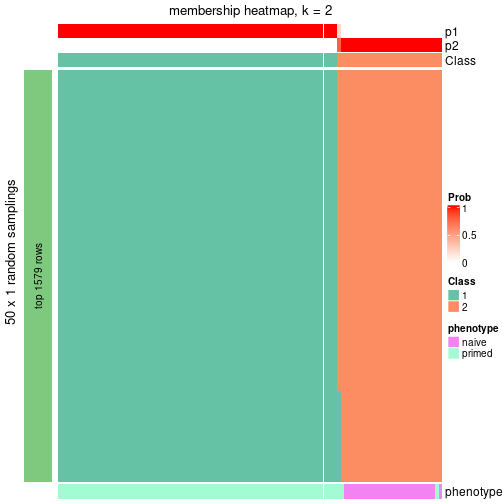 membership heatmap, k = 2
p1
p2
Class
50 x 1 random samplings
top 1579 rows
Prob
1
0.5
0
Class
1
2
phenotype
naive
primed
phenotype